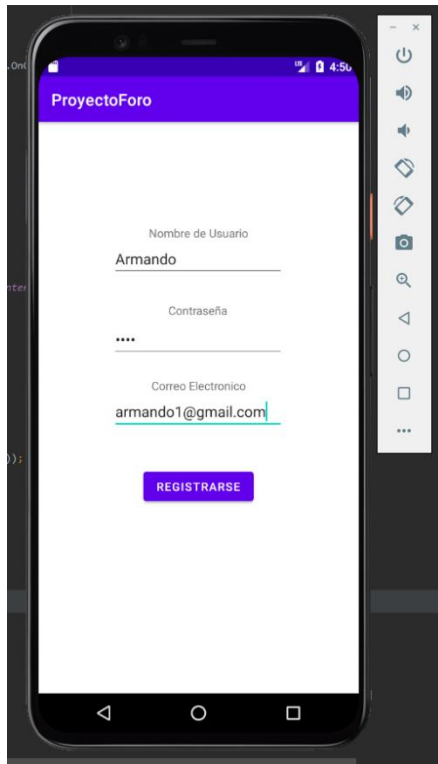 4:50
ProyectoForo
Nombre de Usuario
Armando
Contraseña
••••
Correo Electronico
armando1@gmail.com
REGISTRARSE
));